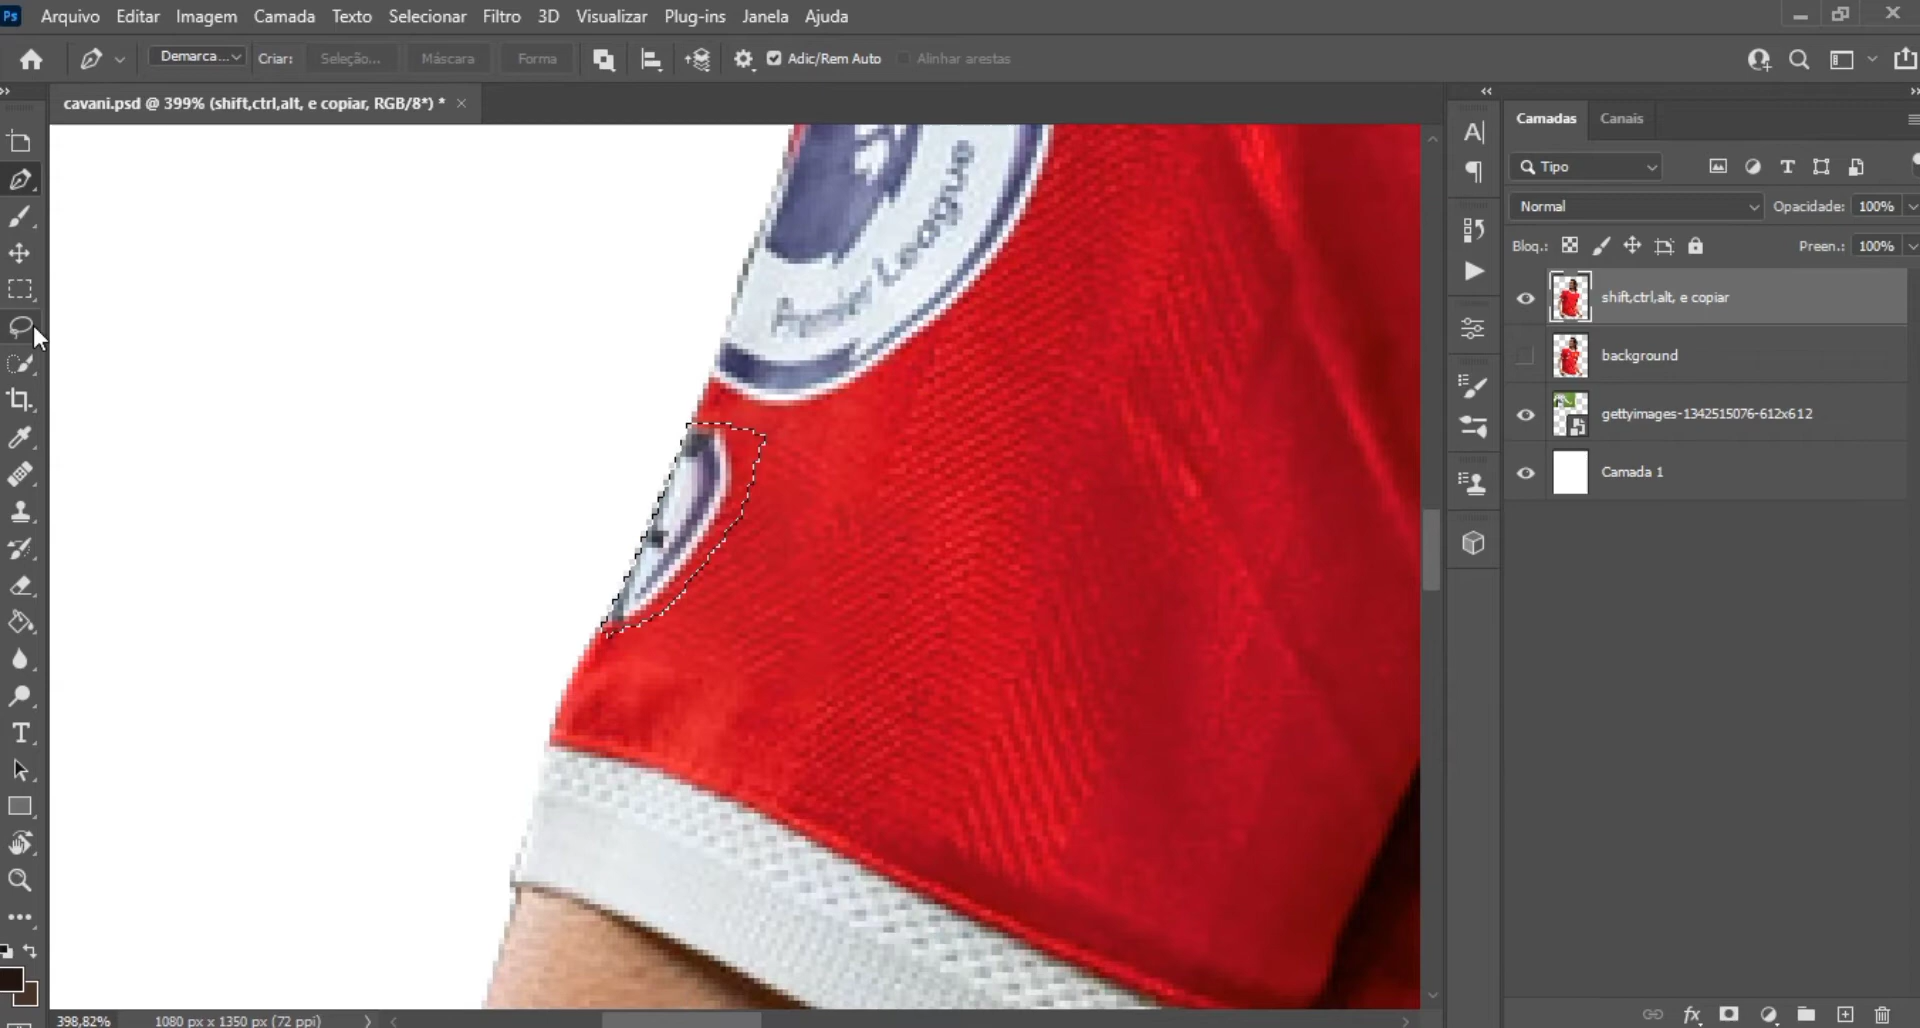 Ps Arquivo Editar Imagem Camada Texto Selecionar Filtro 3D Visualizar Plug-ins Janela Ajuda
Demarca... Criar: Seleção... Máscara Forma Adic/Rem Auto Alinhar arestas
cavani.psd @ 399% (shift,ctrl,alt, e copiar, RGB/8*) * ×
Camadas Canais
Tipo
Normal Opacidade: 100%
Bloq.: Preen.: 100%
shift,ctrl,alt, e copiar
background
gettyimages-1342515076-612x612
Camada 1
Premier League
398,82% 1080 px x 1350 px (72 ppi)